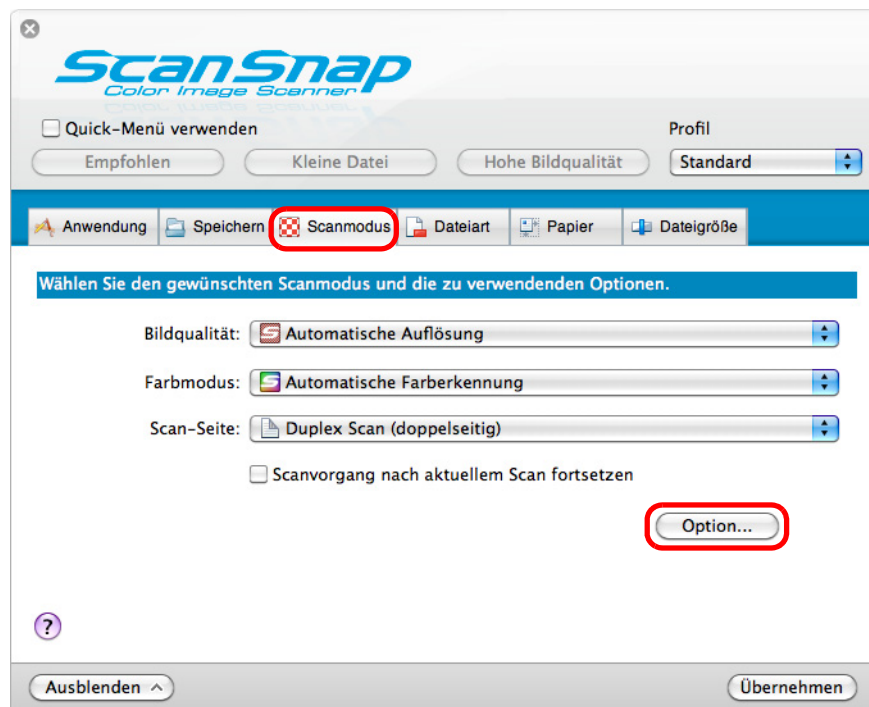 ScanSnap
Color Image Scanner
Quick-Menü verwenden
Profil
Empfohlen Kleine Datei Hohe Bildqualität Standard
Anwendung Speichern Scanmodus Dateiart Papier Dateigröße
Wählen Sie den gewünschten Scanmodus und die zu verwendenden Optionen.
Bildqualität: Automatische Auflösung
Farbmodus: Automatische Farberkennung
Scan-Seite: Duplex Scan (doppelseitig)
Scanvorgang nach aktuellem Scan fortsetzen
Option...
?
Ausblenden Übernehmen